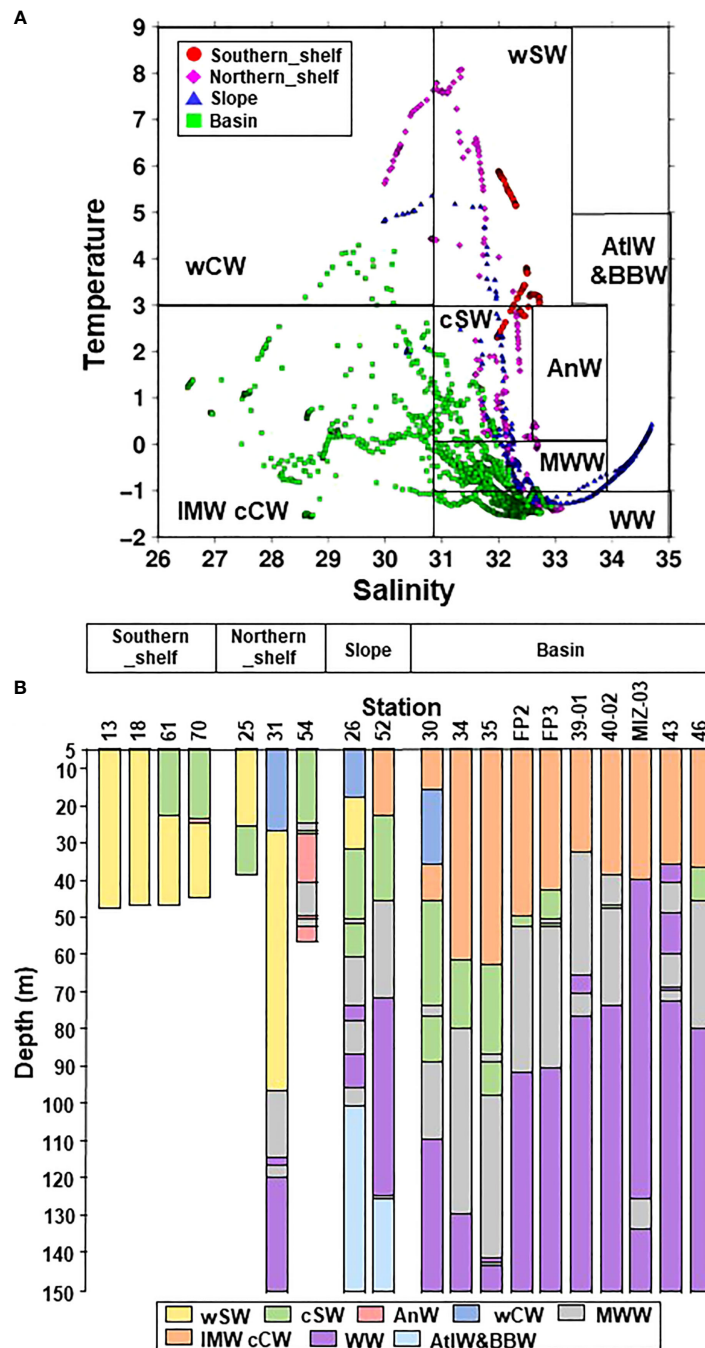 A
9
8
7
6
5
4
3
2
1
0
−1
−2
Temperature
Southern_shelf
Northern_shelf
Slope
Basin
wSW
wCW
AtlW
&BBW
cSW
AnW
MWW
IMW cCW
WW
26 27 28 29 30 31 32 33 34 35
Salinity
Southern
_shelf
Northern
_shelf
Slope
Basin
B
Station
13 18 61 70 25 31 54 26 52 30 34 35 FP2 FP3 39-01 40-02 MIZ-03 43 46
5
10
20
30
40
50
60
70
80
90
100
110
120
130
140
150
Depth (m)
wSW cSW AnW wCW MWW
IMW cCW WW AtlW&BBW